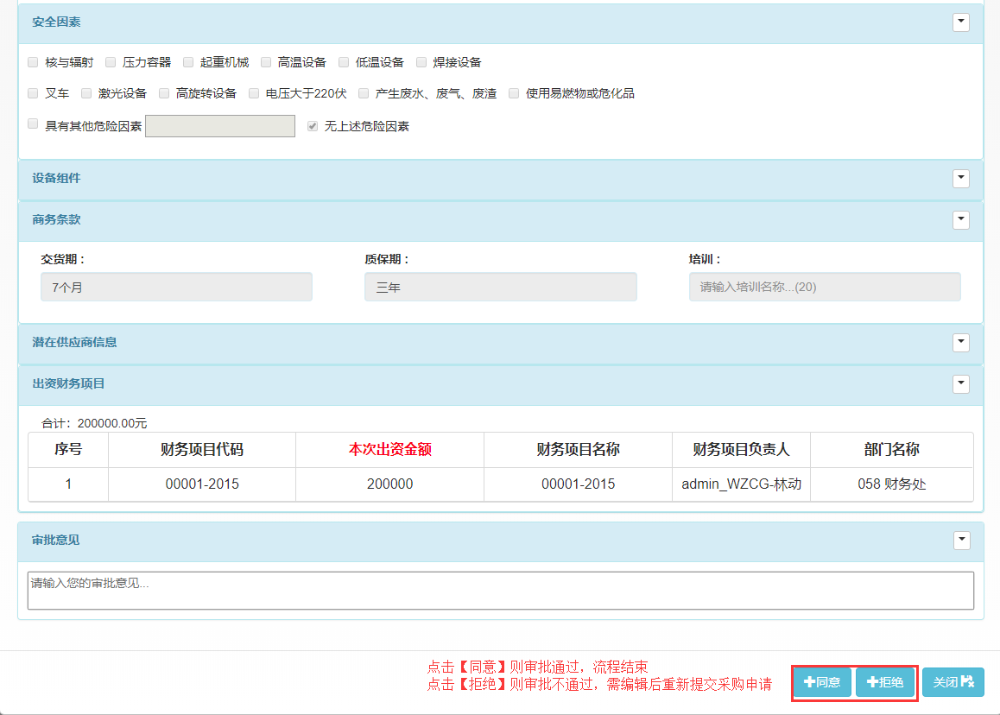 安全因素
核与辐射 压力容器 起重机械 高温设备 低温设备 焊接设备
叉车 激光设备 高旋转设备 电压大于220伏 产生废水、废气、废渣 使用易燃物或危化品
具有其他危险因素 无上述危险因素
设备组件
商务条款
交货期： 质保期： 培训：
7个月 三年 请输入培训名称...(20)
潜在供应商信息
出资财务项目
合计：200000.00元
序号 财务项目代码 本次出资金额 财务项目名称 财务项目负责人 部门名称
1 00001-2015 200000 00001-2015 admin_WZCG-林动 058 财务处
审批意见
请输入您的审批意见...
点击【同意】则审批通过，流程结束
点击【拒绝】则审批不通过，需编辑后重新提交采购申请
同意 拒绝 关闭